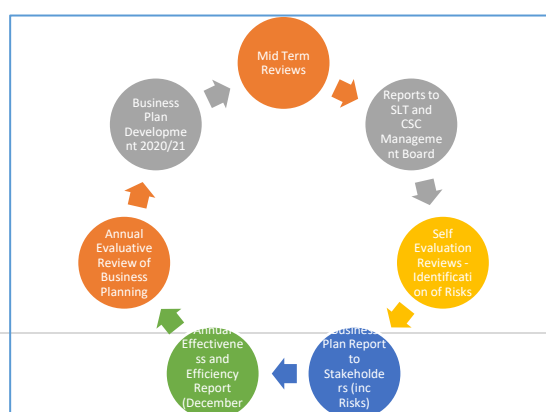 Mid Term
Reviews
Reports to
SLT and
CSC
Manageme
nt Board
Self
Evaluation
Reviews -
Identificati
on of Risks
Business
Plan Report
to
Stakeholde
rs (inc
Risks)
Annual
Effectivene
ss and
Efficiency
Report
(December
Annual
Evaluative
Review of
Business
Planning
Business
Plan
Developme
nt 2020/21